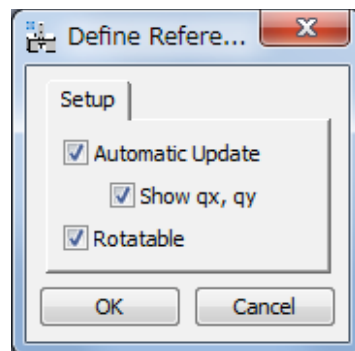 Define Refere...
Setup
Automatic Update
Show qx, qy
Rotatable
OK Cancel